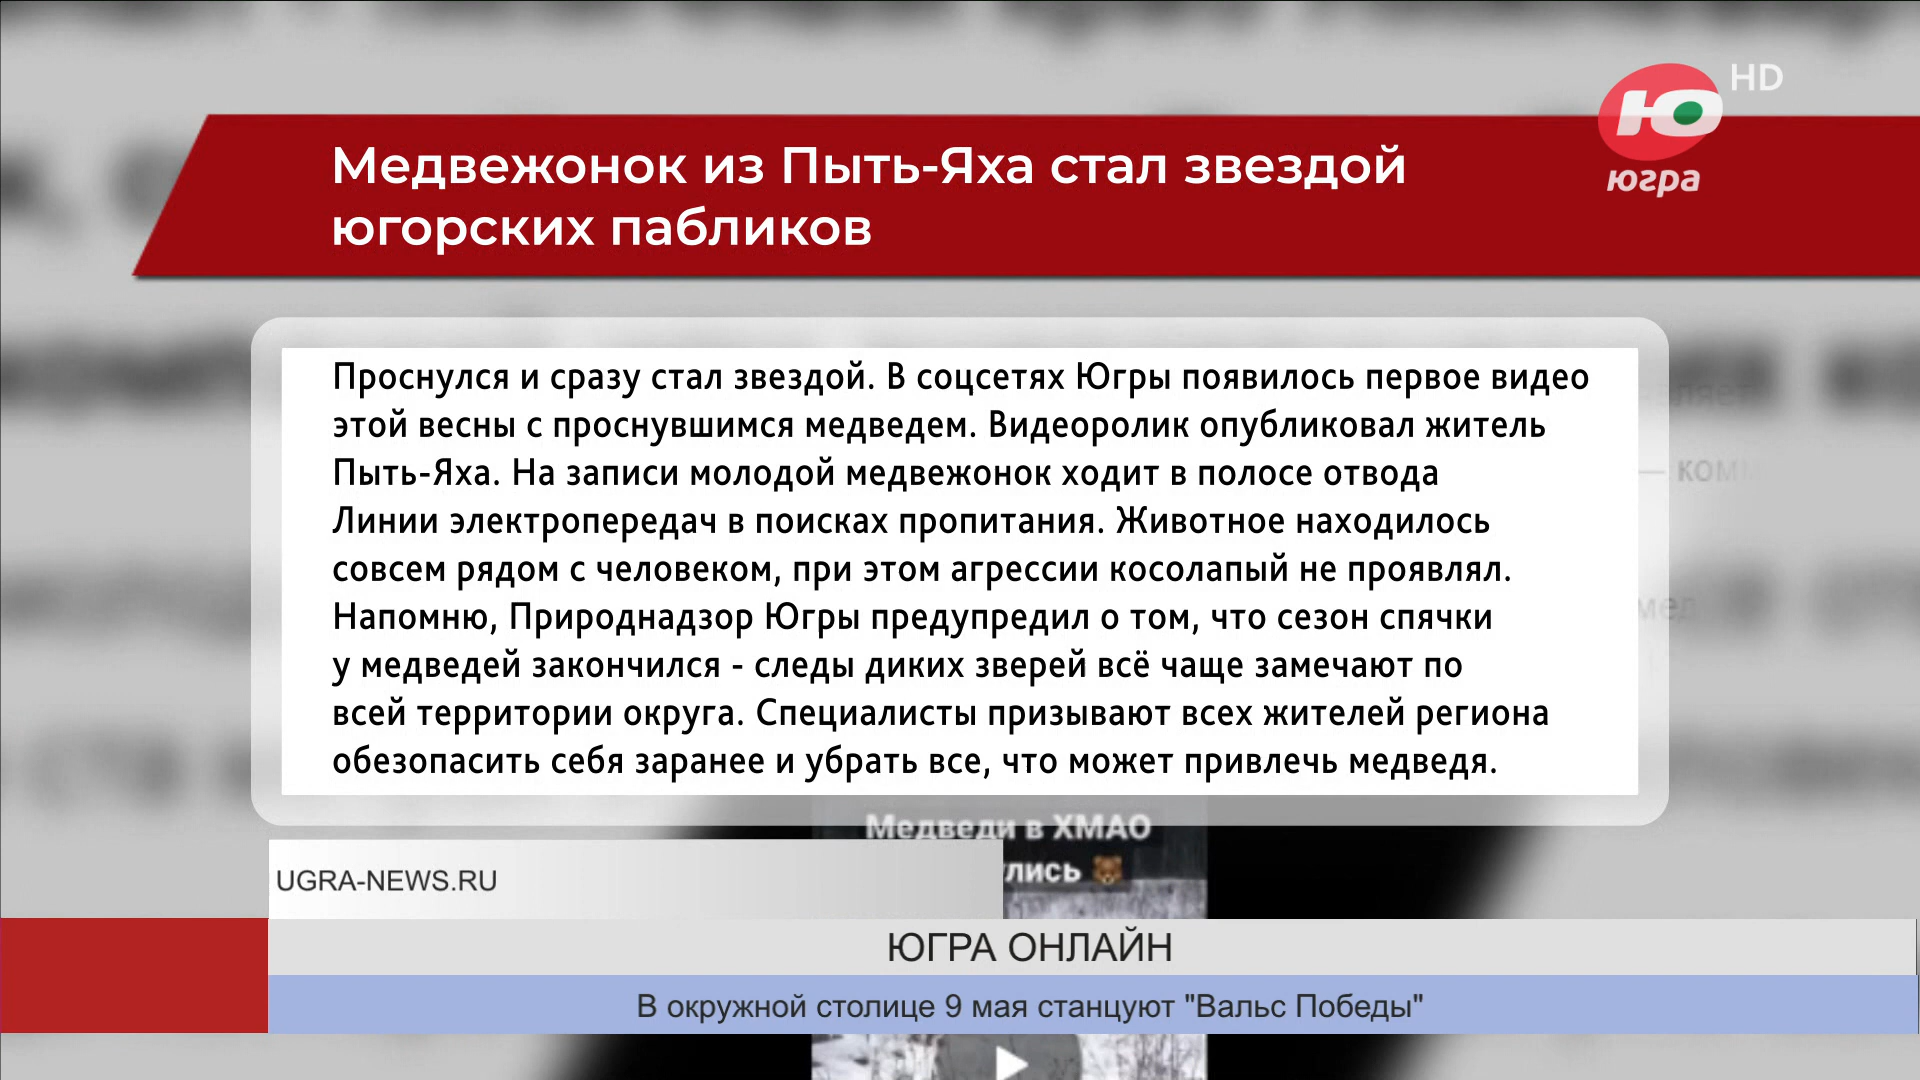 HD
Ю
югра
Медвежонок из Пыть-Яха стал звездой
югорских пабликов
Проснулся и сразу стал звездой. В соцсетях Югры появилось первое видео
этой весны с проснувшимся медведем. Видеоролик опубликовал житель
Пыть-Яха. На записи молодой медвежонок ходит в полосе отвода
Линии электропередач в поисках пропитания. Животное находилось
совсем рядом с человеком, при этом агрессии косолапый не проявлял.
Напомню, Природнадзор Югры предупредил о том, что сезон спячки
у медведей закончился - следы диких зверей всё чаще замечают по
всей территории округа. Специалисты призывают всех жителей региона
обезопасить себя заранее и убрать все, что может привлечь медведя.
Медведи в ХМАО
UGRA-NEWS.RU
ЮГРА ОНЛАЙН
В окружной столице 9 мая станцуют "Вальс Победы"